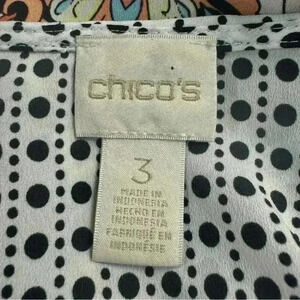 chico's
3
MADE IN
INDONESIA
HECHO EN
INDONESIA
FABRIQUÉ EN
INDONÉSIE